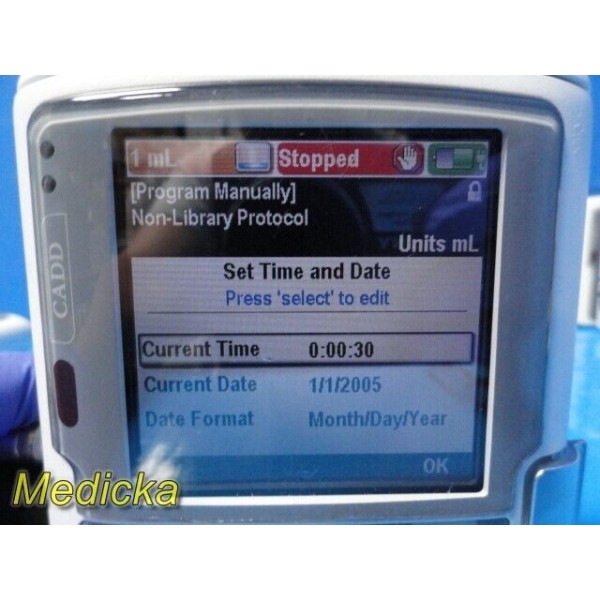 1 mL Stopped
[Program Manually]
Non-Library Protocol
Units mL
Set Time and Date
Press 'select' to edit
Current Time 0:00:30
Current Date 1/1/2005
Date Format Month/Day/Year
OK
CADD
Medicka